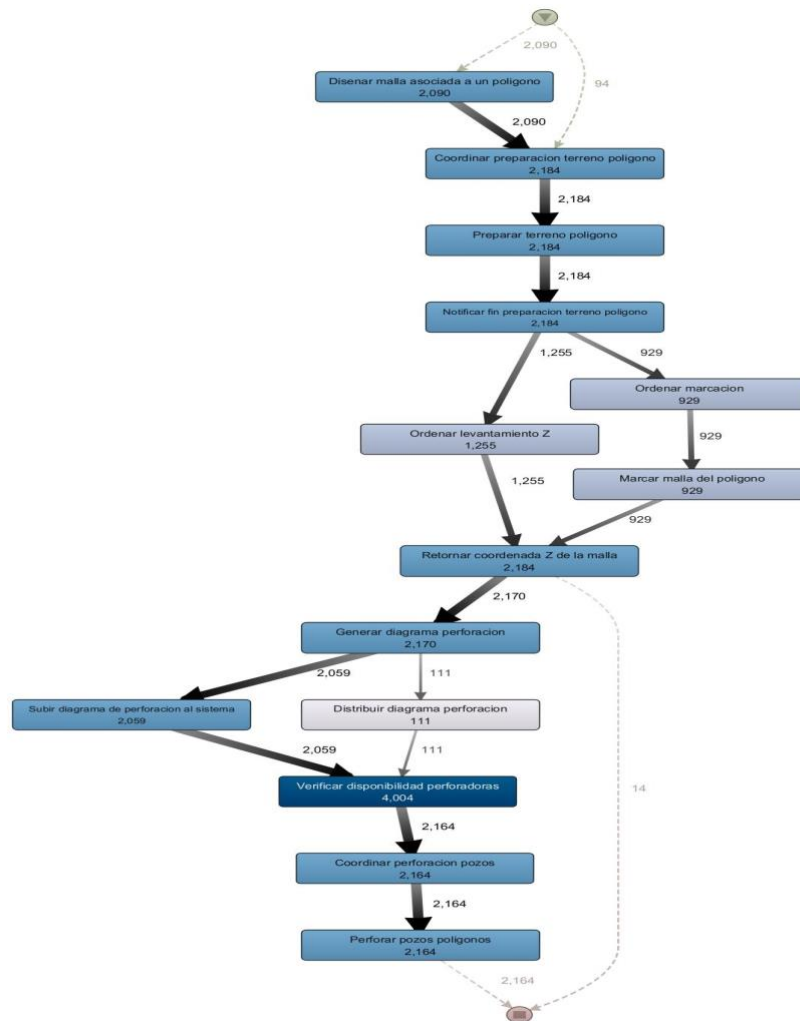 2,090
94
Disenar malla asociada a un poligono
2,090
2,090
Coordinar preparacion terreno poligono
2,184
2,184
Preparar terreno poligono
2,184
2,184
Notificar fin preparacion terreno poligono
2,184
1,255
929
Ordenar marcacion
929
Ordenar levantamiento Z
1,255
929
1,255
Marcar malla del poligono
929
929
Retornar coordenada Z de la malla
2,184
2,170
Generar diagrama perforacion
2,170
2,059
111
Subir diagrama de perforacion al sistema
2,059
Distribuir diagrama perforacion
111
2,059
111
Verificar disponibilidad perforadoras
4,004
14
2,164
Coordinar perforacion pozos
2,164
2,164
Perforar pozos poligonos
2,164
2,164